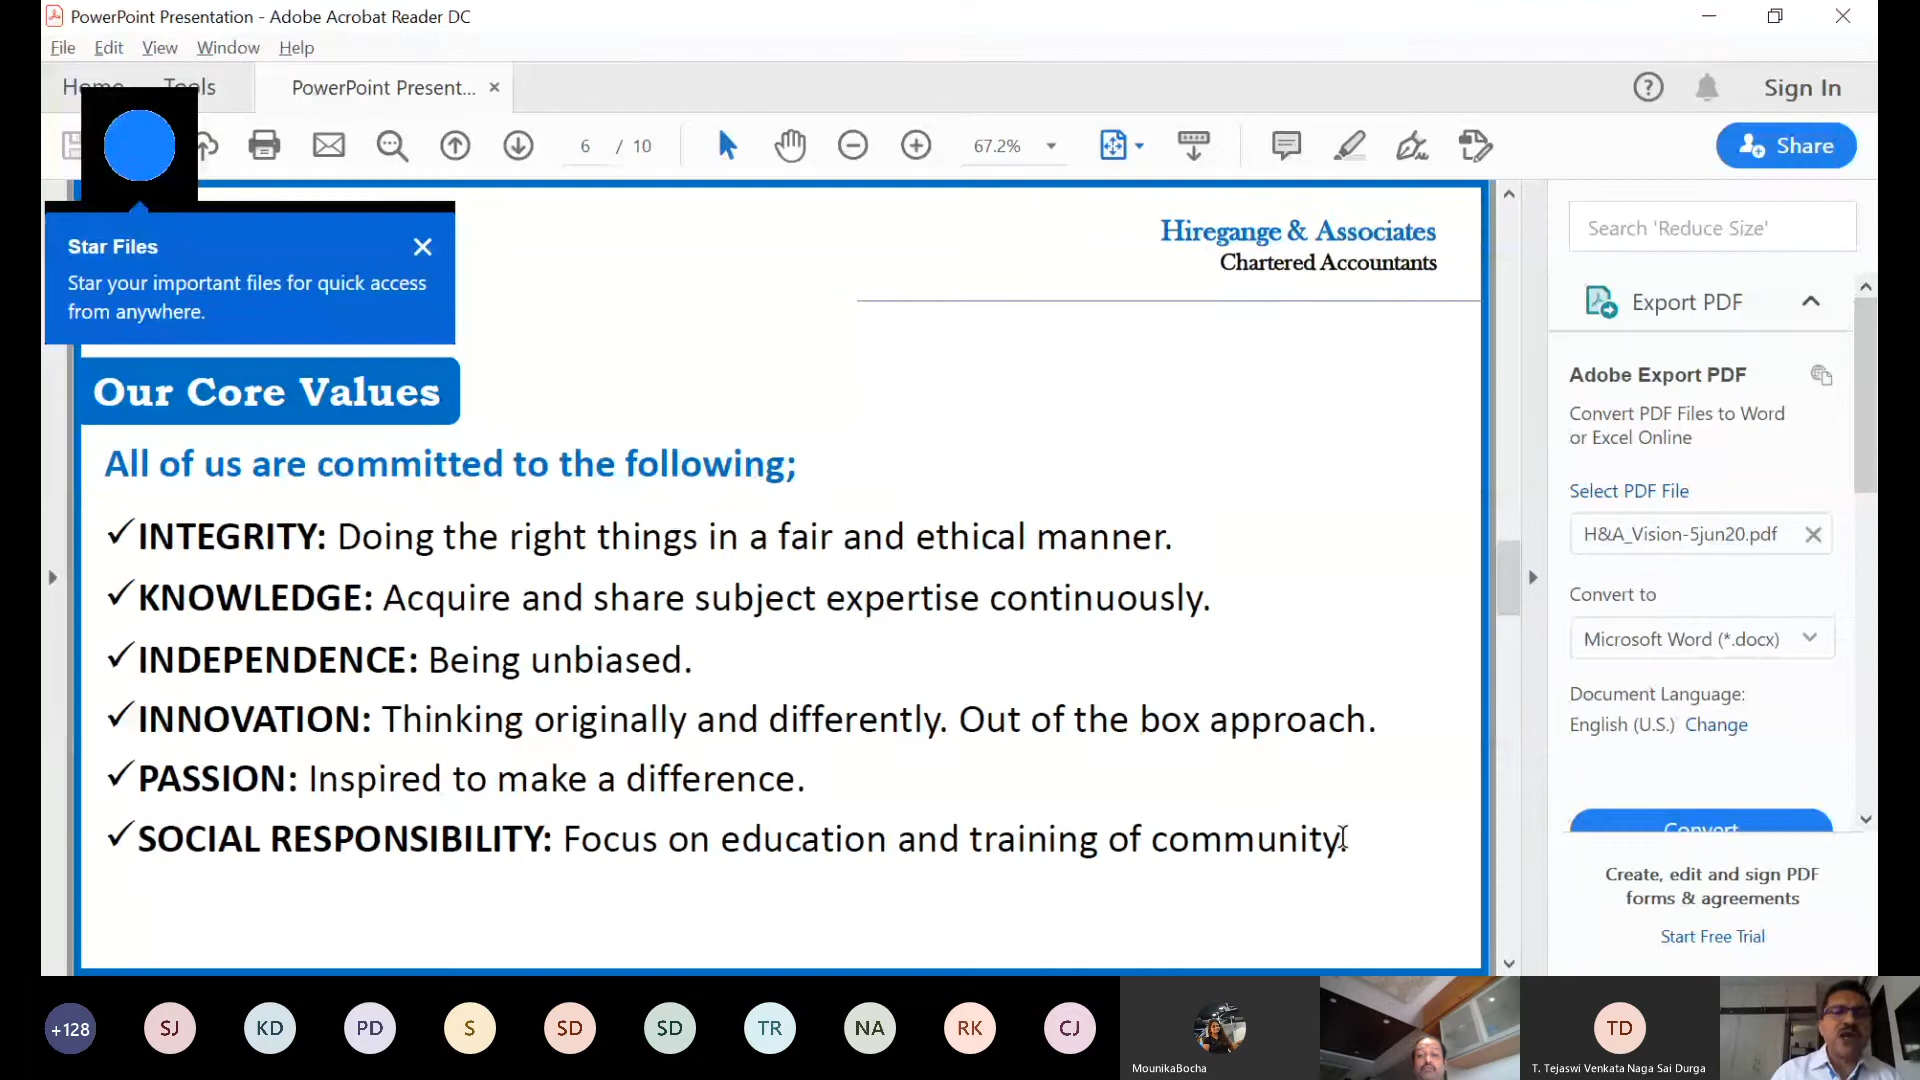 PowerPoint Presentation - Adobe Acrobat Reader DC
File Edit View Window Help
Home Tools PowerPoint Present...
Sign In
6 / 10
67.2%
Share
Star Files
Star your important files for quick access
from anywhere.
Hiregange & Associates
Chartered Accountants
Our Core Values
All of us are committed to the following;
✓INTEGRITY: Doing the right things in a fair and ethical manner.
✓KNOWLEDGE: Acquire and share subject expertise continuously.
✓INDEPENDENCE: Being unbiased.
✓INNOVATION: Thinking originally and differently. Out of the box approach.
✓PASSION: Inspired to make a difference.
✓SOCIAL RESPONSIBILITY: Focus on education and training of community.
Search 'Reduce Size'
Export PDF
Adobe Export PDF
Convert PDF Files to Word
or Excel Online
Select PDF File
H&A_Vision-5jun20.pdf
Convert to
Microsoft Word (*.docx)
Document Language:
English (U.S.) Change
Convert
Create, edit and sign PDF
forms & agreements
Start Free Trial
+128 SJ KD PD S SD SD TR NA RK CJ TD
MounikaBocha
T. Tejaswi Venkata Naga Sai Durga